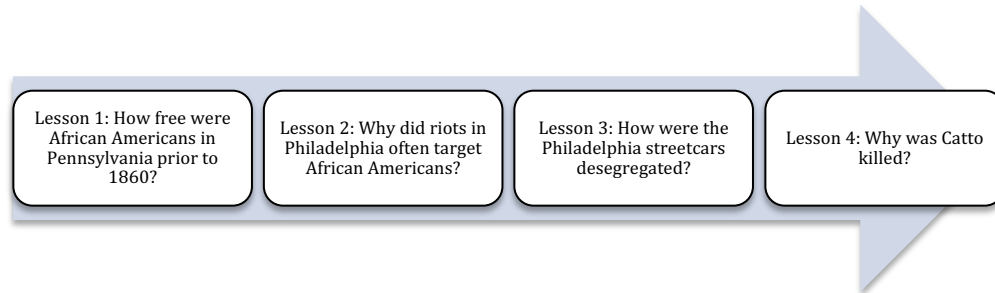 Lesson 1: How free were
African Americans in
Pennsylvania prior to
1860?
Lesson 2: Why did riots in
Philadelphia often target
African Americans?
Lesson 3: How were the
Philadelphia streetcars
desegregated?
Lesson 4: Why was Catto
killed?